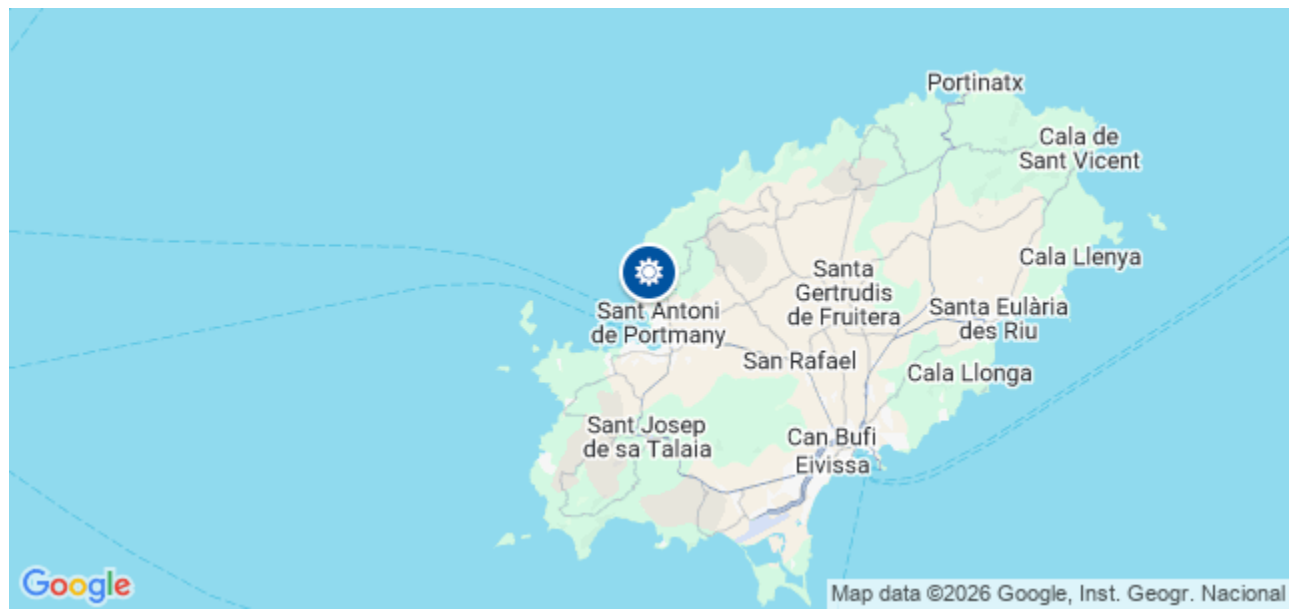 Portinatx
Cala de
Sant Vicent
Cala Llenya
Santa
Gertrudis
de Fruitera
Santa Eulària
des Riu
Sant Antoni
de Portmany
San Rafael
Cala Llonga
Sant Josep
de sa Talaia
Can Bufi
Eivissa
Google
Map data ©2026 Google, Inst. Geogr. Nacional